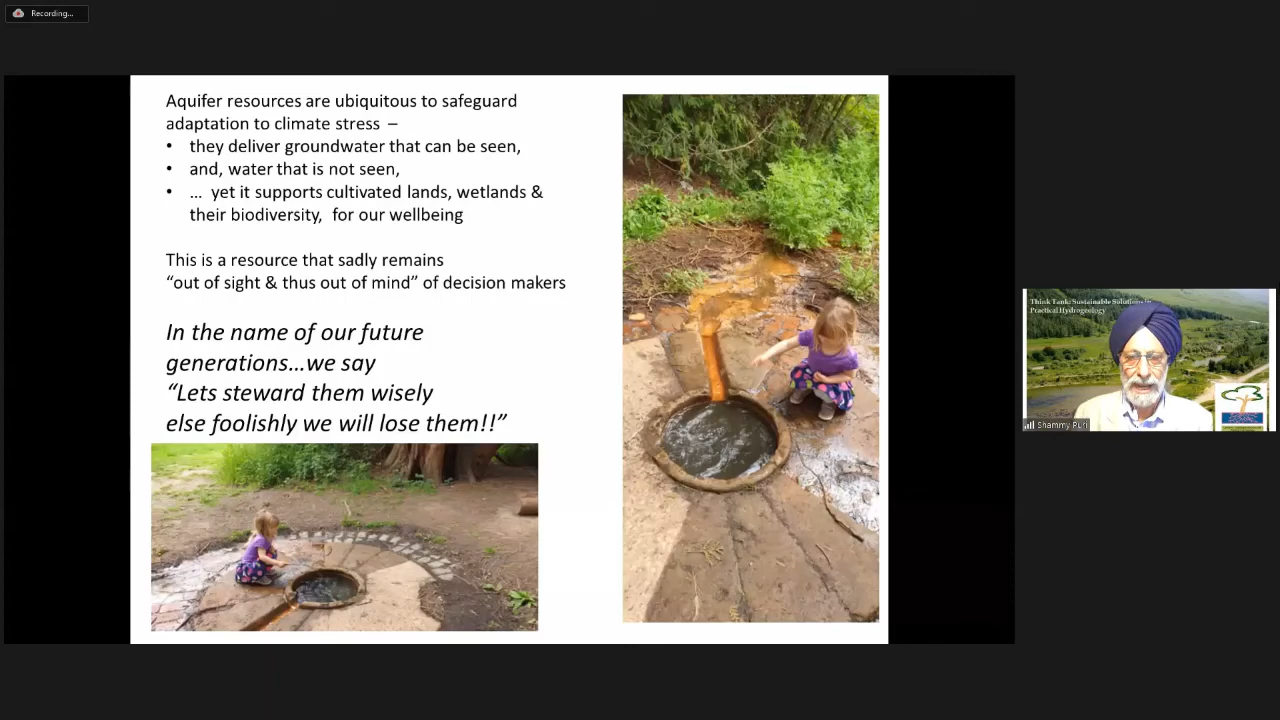 Recording...
Aquifer resources are ubiquitous to safeguard
adaptation to climate stress –
• they deliver groundwater that can be seen,
• and, water that is not seen,
• … yet it supports cultivated lands, wetlands &
their biodiversity, for our wellbeing
This is a resource that sadly remains
“out of sight & thus out of mind” of decision makers
In the name of our future
generations…we say
“Lets steward them wisely
else foolishly we will lose them!!”
Think Tank: Sustainable Solutions in
Practical Hydrogeology
Shammy Puri